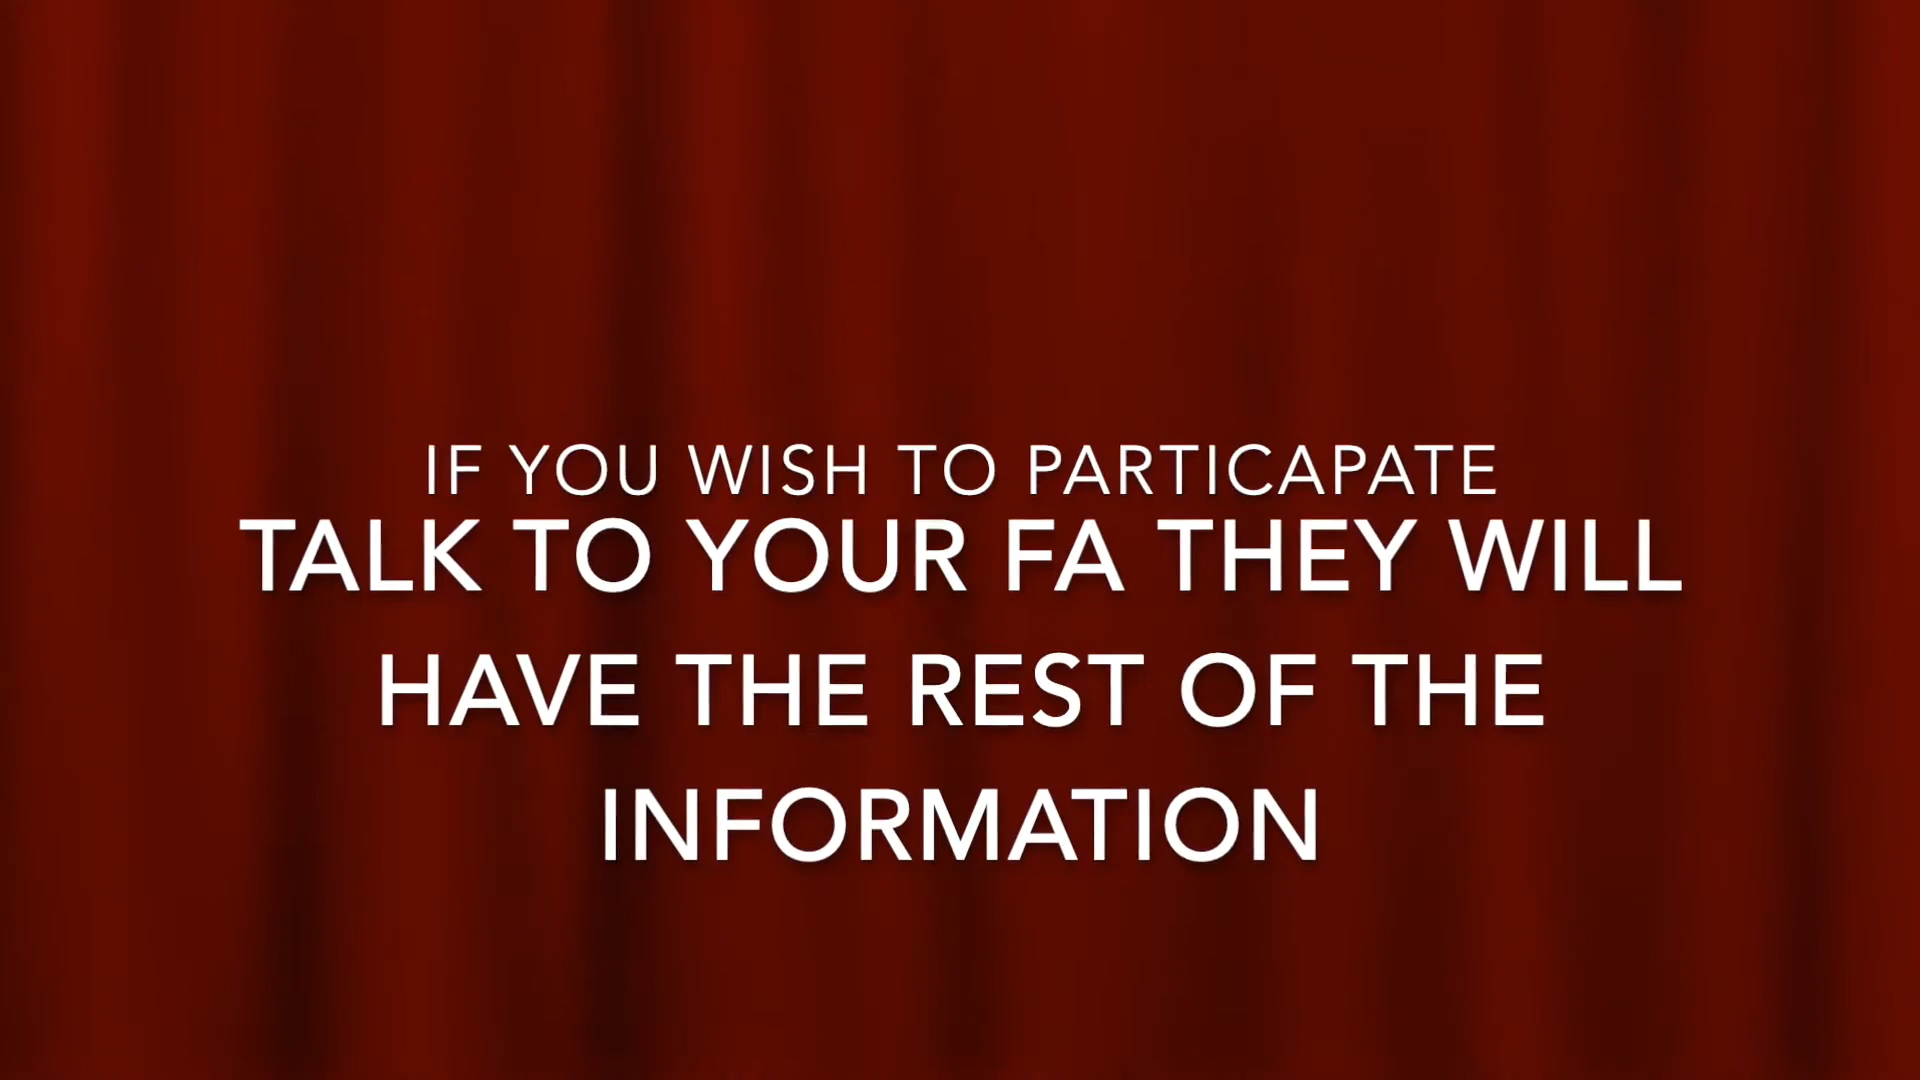 IF YOU WISH TO PARTICAPATE
TALK TO YOUR FA THEY WILL
HAVE THE REST OF THE
INFORMATION